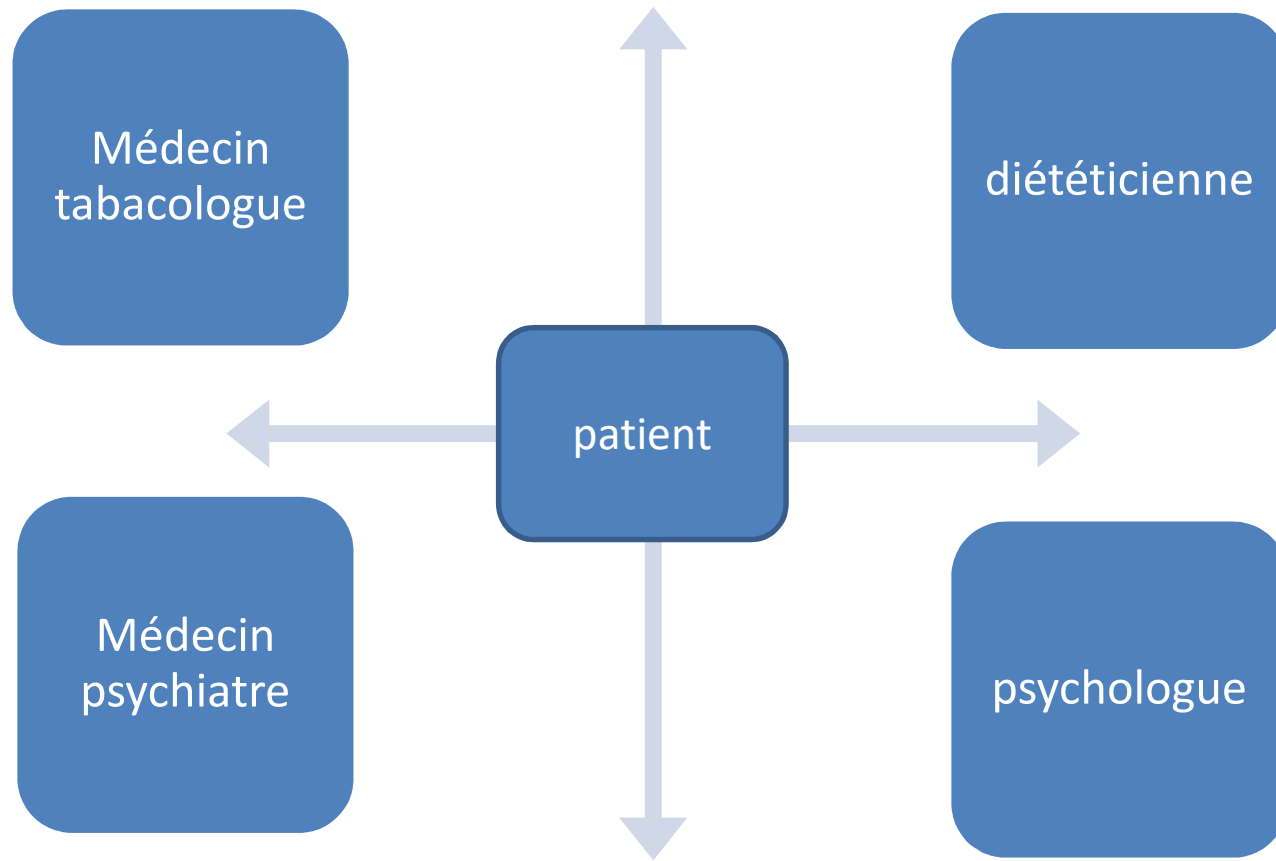 Médecin
tabacologue
diététicienne
patient
Médecin
psychiatre
psychologue